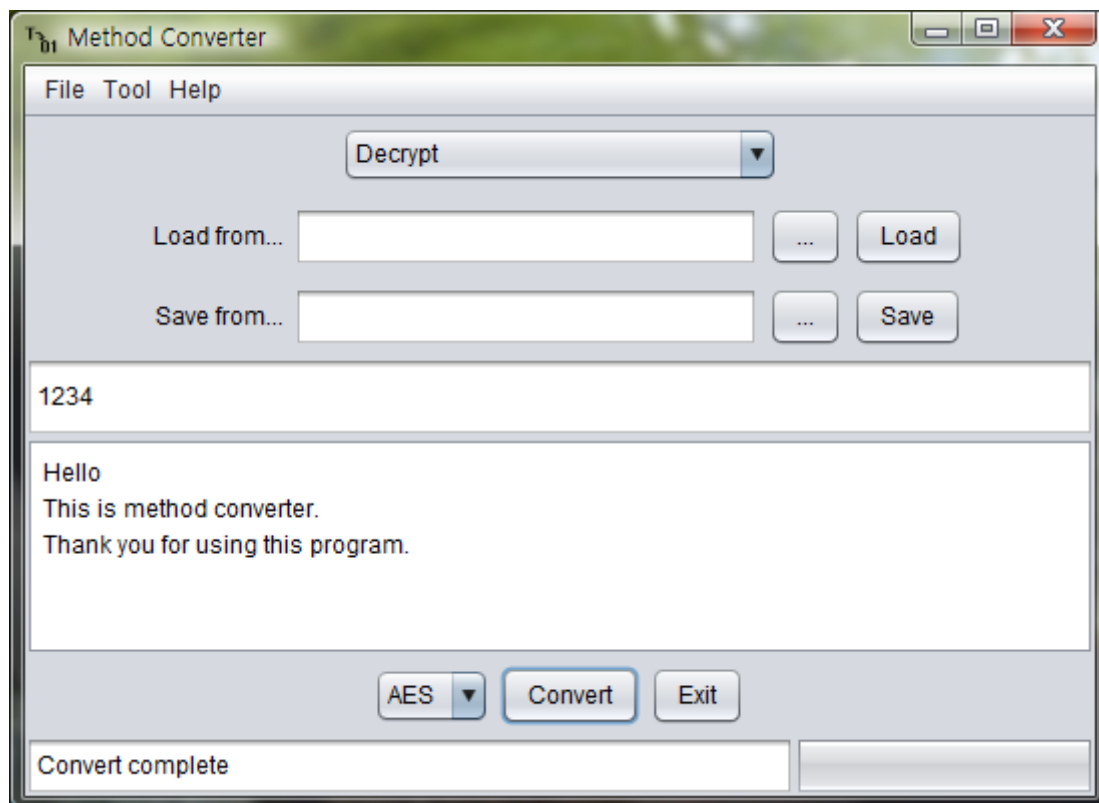 Method Converter
File Tool Help
Decrypt
Load from... ... Load
Save from... ... Save
1234
Hello
This is method converter.
Thank you for using this program.
AES Convert Exit
Convert complete